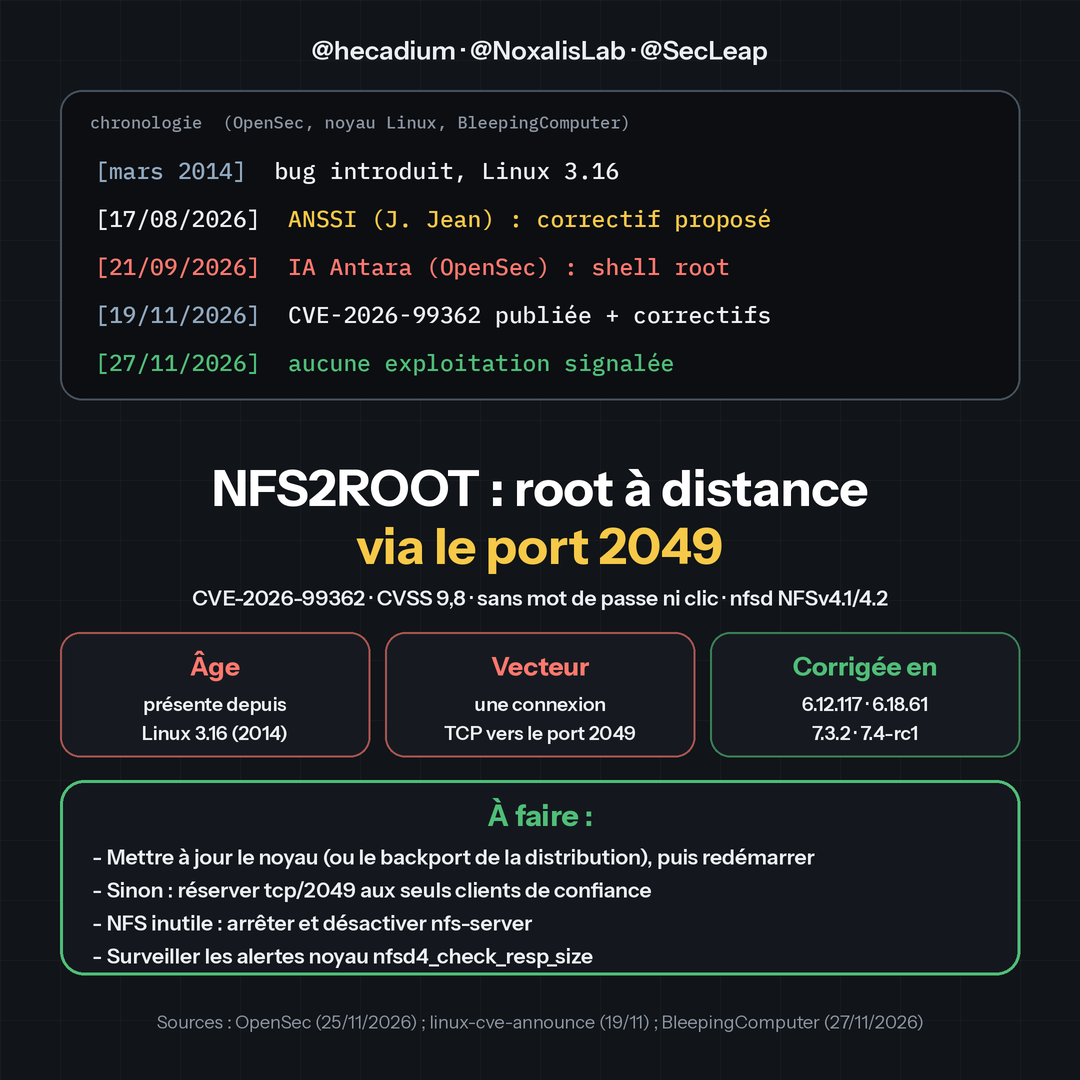 @hecadium · @NoxalisLab · @SecLeap
chronologie (OpenSec, noyau Linux, BleepingComputer)
[mars 2014] bug introduit, Linux 3.16
[17/08/2026] ANSSI (J. Jean) : correctif proposé
[21/09/2026] IA Antara (OpenSec) : shell root
[19/11/2026] CVE-2026-99362 publiée + correctifs
[27/11/2026] aucune exploitation signalée
NFS2ROOT : root à distance
via le port 2049
CVE-2026-99362 · CVSS 9,8 · sans mot de passe ni clic · nfsd NFSv4.1/4.2
Âge
présente depuis
Linux 3.16 (2014)
Vecteur
une connexion
TCP vers le port 2049
Corrigée en
6.12.117 · 6.18.61
7.3.2 · 7.4-rc1
À faire :
- Mettre à jour le noyau (ou le backport de la distribution), puis redémarrer
- Sinon : réserver tcp/2049 aux seuls clients de confiance
- NFS inutile : arrêter et désactiver nfs-server
- Surveiller les alertes noyau nfsd4_check_resp_size
Sources : OpenSec (25/11/2026) ; linux-cve-announce (19/11) ; BleepingComputer (27/11/2026)